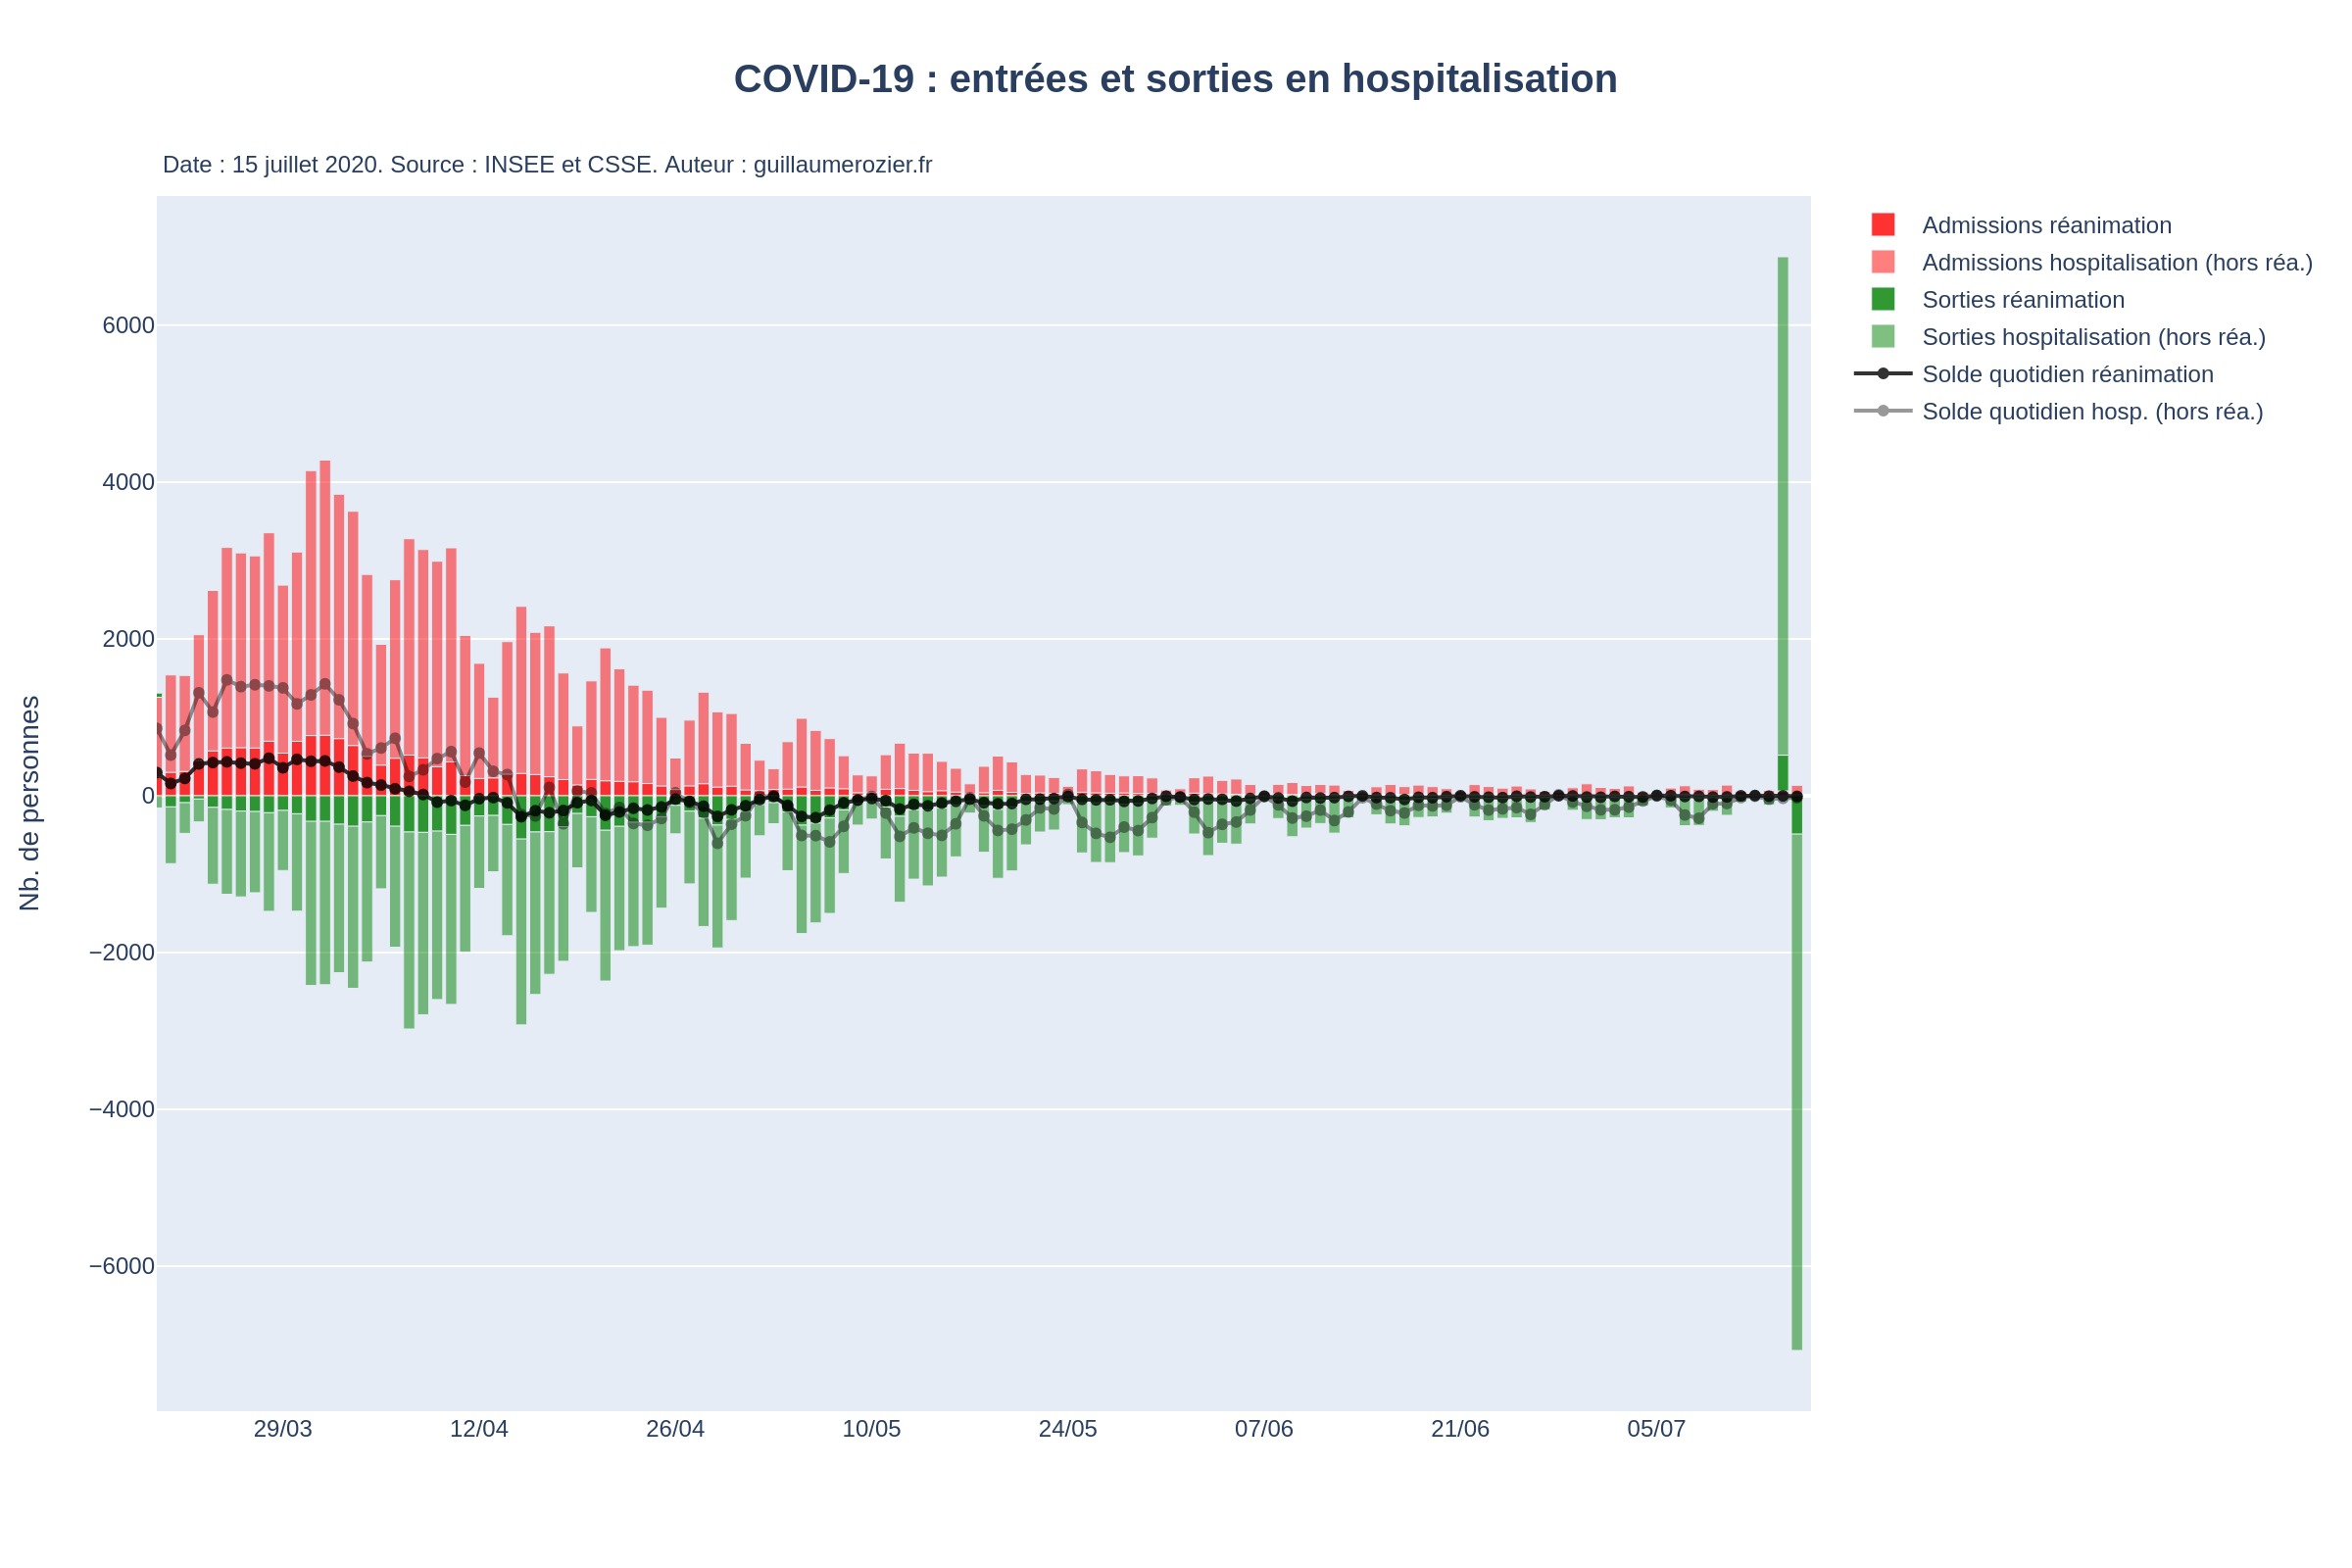 COVID-19 : entrées et sorties en hospitalisation
Date : 15 juillet 2020. Source : INSEE et CSSE. Auteur : guillaumerozier.fr
Admissions réanimation
Admissions hospitalisation (hors réa.)
Sorties réanimation
Sorties hospitalisation (hors réa.)
Solde quotidien réanimation
Solde quotidien hosp. (hors réa.)
Nb. de personnes
6000
4000
2000
0
−2000
−4000
−6000
29/03 12/04 26/04 10/05 24/05 07/06 21/06 05/07